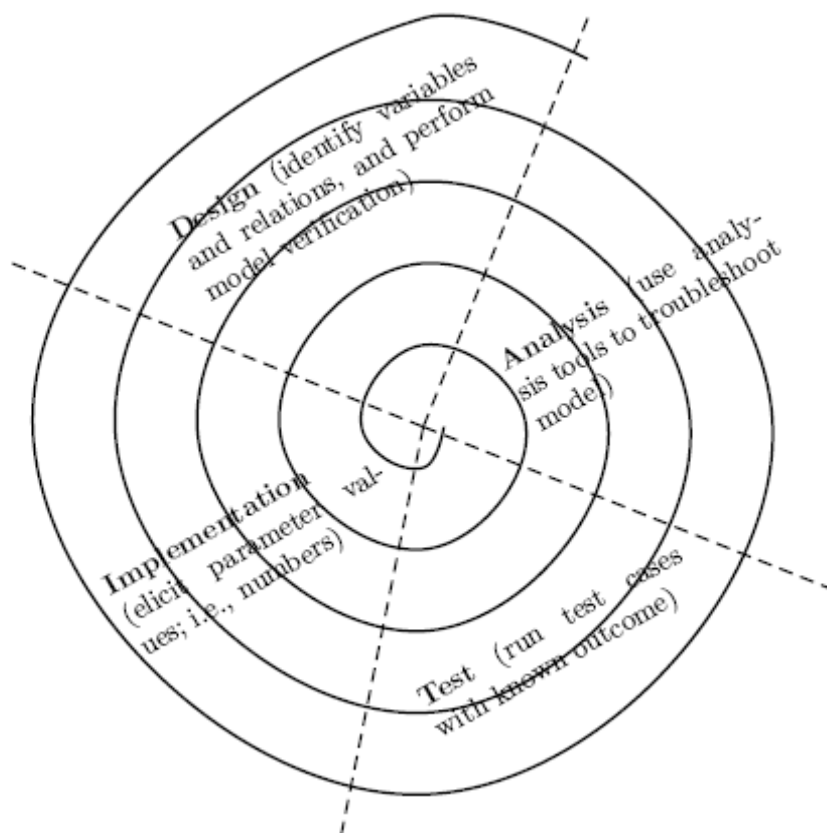 Design (identify variables
and relations, and perform
model verification)
Analysis (use analy-
sis tools to troubleshoot
model)
Implementation
(elicit parameter val-
ues; i.e., numbers)
Test (run test cases
with known outcome)